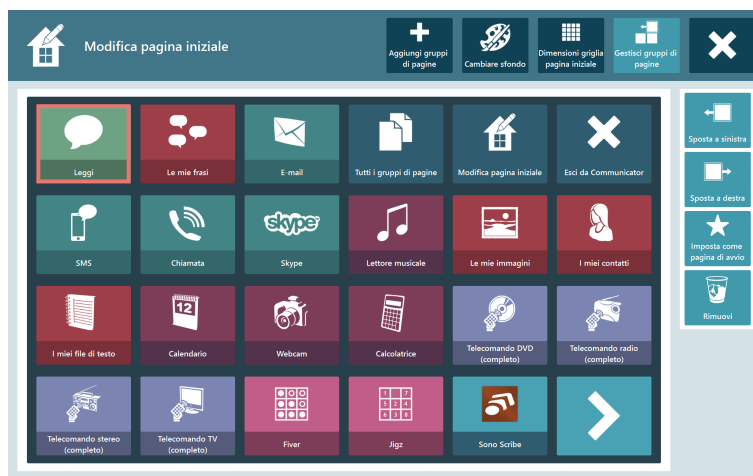 Modifica pagina iniziale
Aggiungi gruppi
di pagine
Cambiare sfondo
Dimensioni griglia
pagina iniziale
Gestisci gruppi di
pagine
Leggi
Le mie frasi
E-mail
Tutti i gruppi di pagine
Modifica pagina iniziale
Esci da Communicator
Sposta a sinistra
Sposta a destra
Imposta come
pagina di avvio
Rimuovi
SMS
Chiamata
skype
Skype
Lettore musicale
Le mie immagini
I miei contatti
I miei file di testo
12
Calendario
Webcam
Calcolatrice
Telecomando DVD
(completo)
Telecomando radio
(completo)
Telecomando stereo
(completo)
Telecomando TV
(completo)
Fiver
1 7
5 2 4
6 3 8
Jigz
Sono Scribe